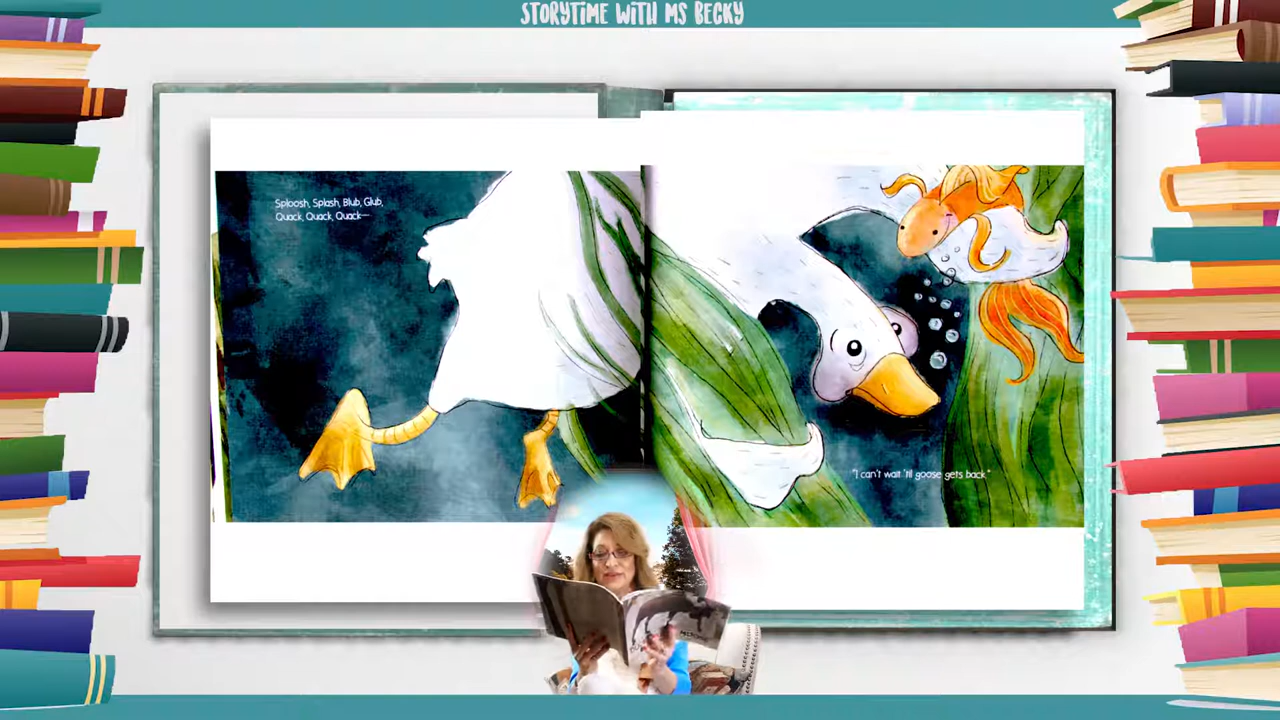 STORYTIME WITH MS BECKY
Sploosh, Splash, Blub, Glub,
Quack, Quack, Quack—
"I can't wait 'til goose gets back."